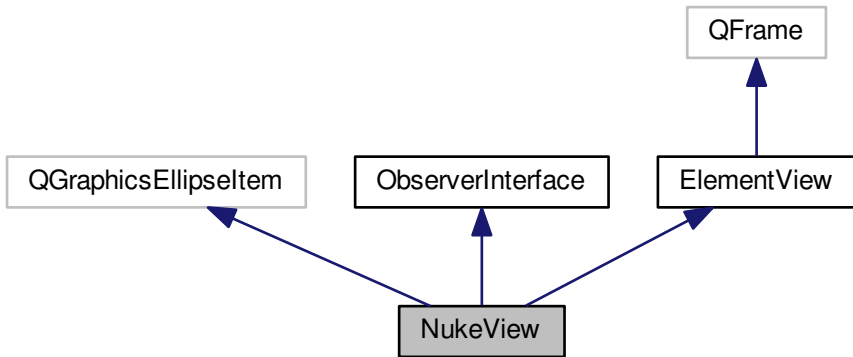 QFrame
QGraphicsEllipseItem
ObserverInterface
ElementView
NukeView